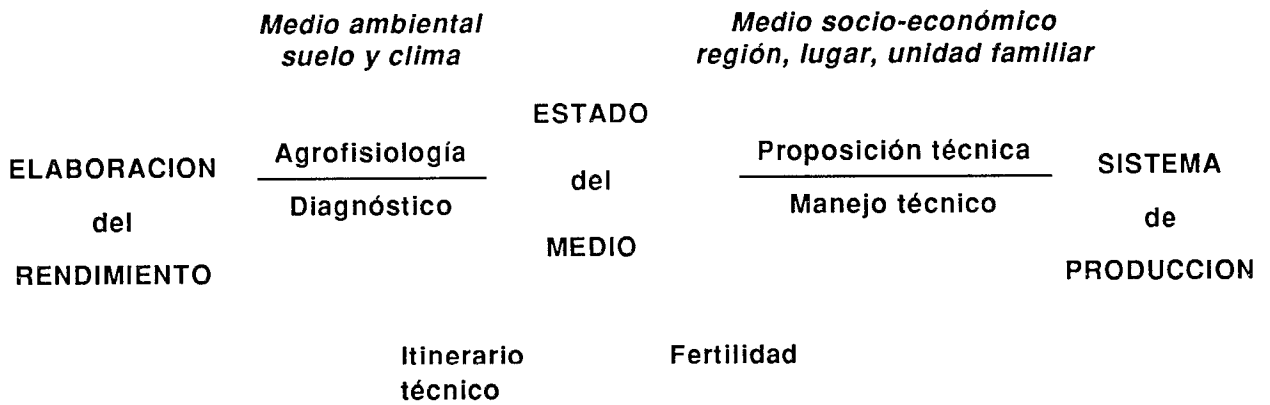 Medio ambiental
suelo y clima
Medio socio-económico
región, lugar, unidad familiar
ELABORACION
del
RENDIMIENTO
Agrofisiología
Diagnóstico
ESTADO
del
MEDIO
Proposición técnica
Manejo técnico
SISTEMA
de
PRODUCCION
Itinerario
técnico
Fertilidad